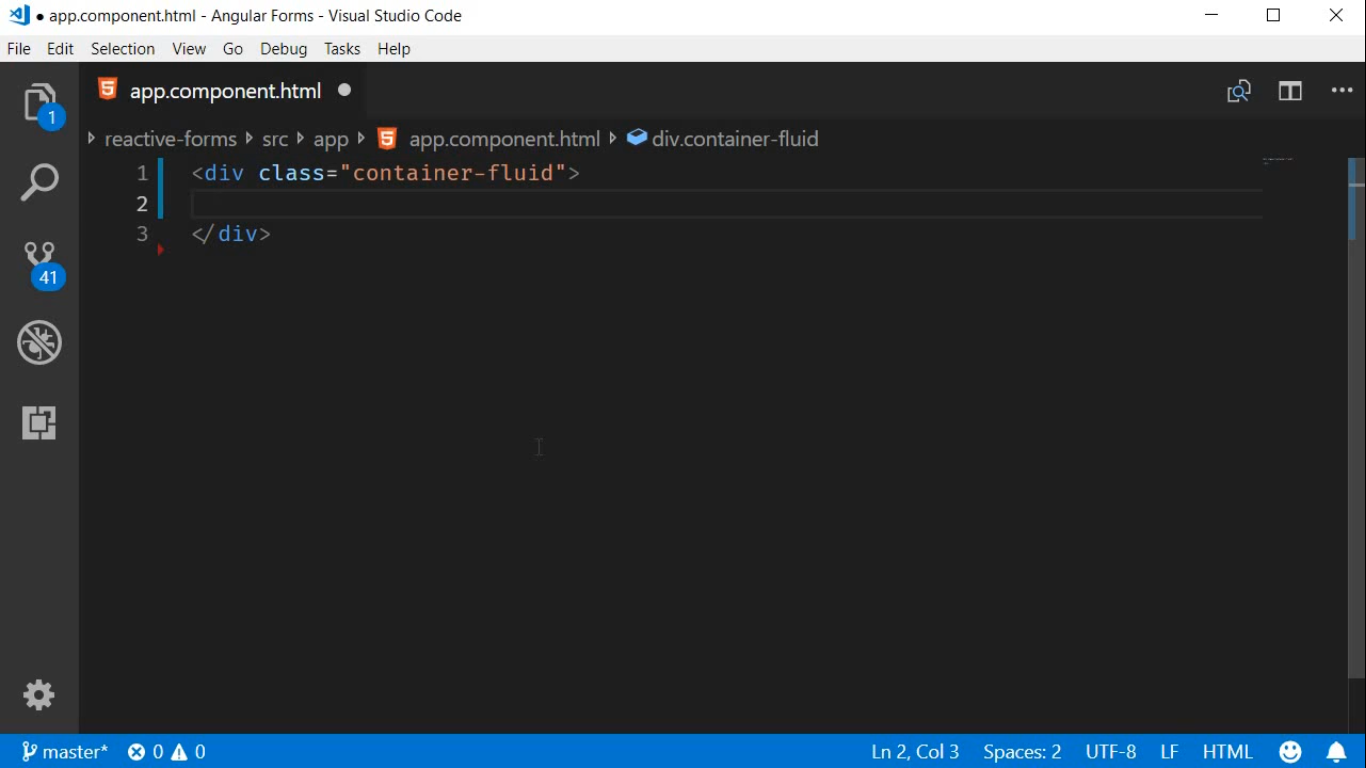 ● app.component.html - Angular Forms - Visual Studio Code
File Edit Selection View Go Debug Tasks Help
app.component.html
1
reactive-forms src app app.component.html div.container-fluid
1 <div class="container-fluid">
2
3 </div>
41
master* 0 0 Ln 2, Col 3 Spaces: 2 UTF-8 LF HTML